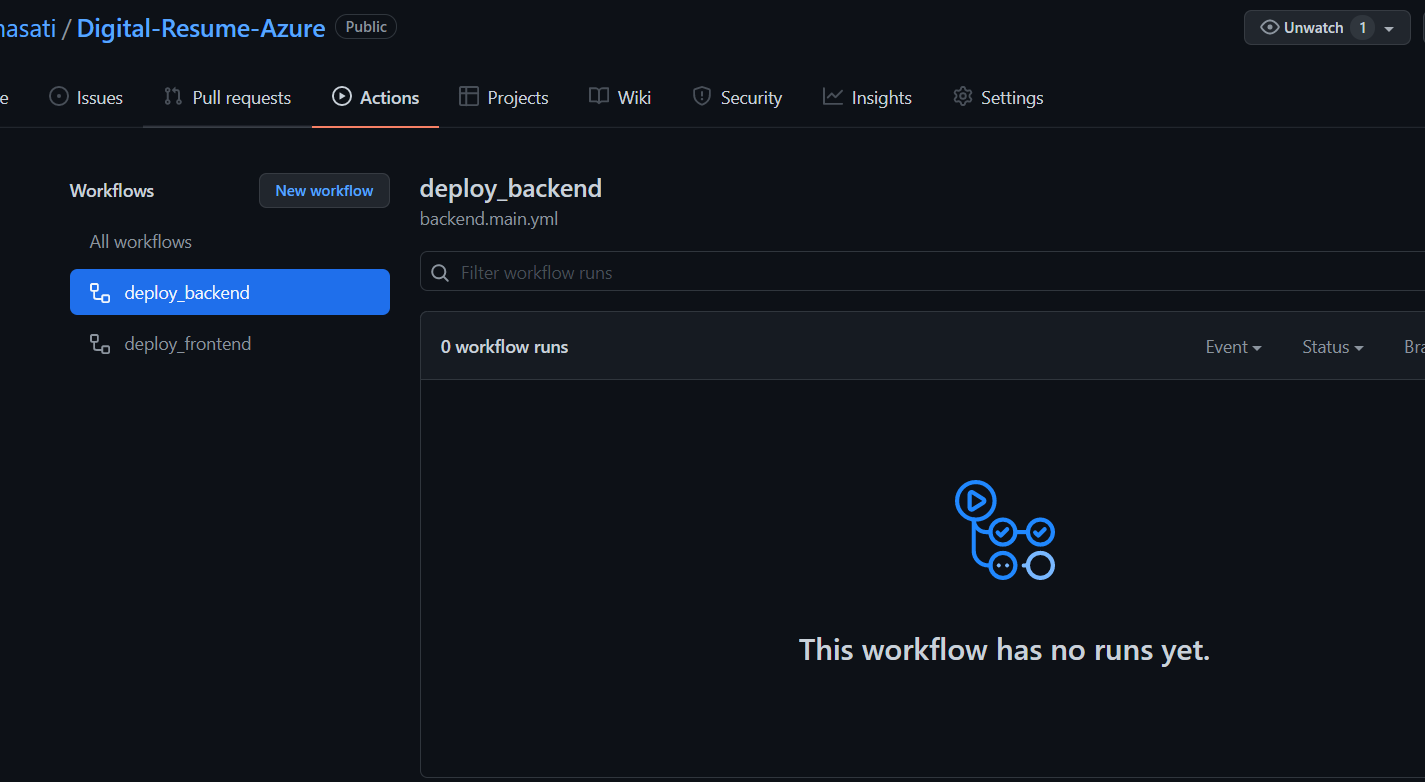 nasati / Digital-Resume-Azure Public
Unwatch 1
e Issues Pull requests Actions Projects Wiki Security Insights Settings
Workflows
New workflow
All workflows
deploy_backend
deploy_frontend
deploy_backend
backend.main.yml
Filter workflow runs
0 workflow runs
Event Status Bra
This workflow has no runs yet.